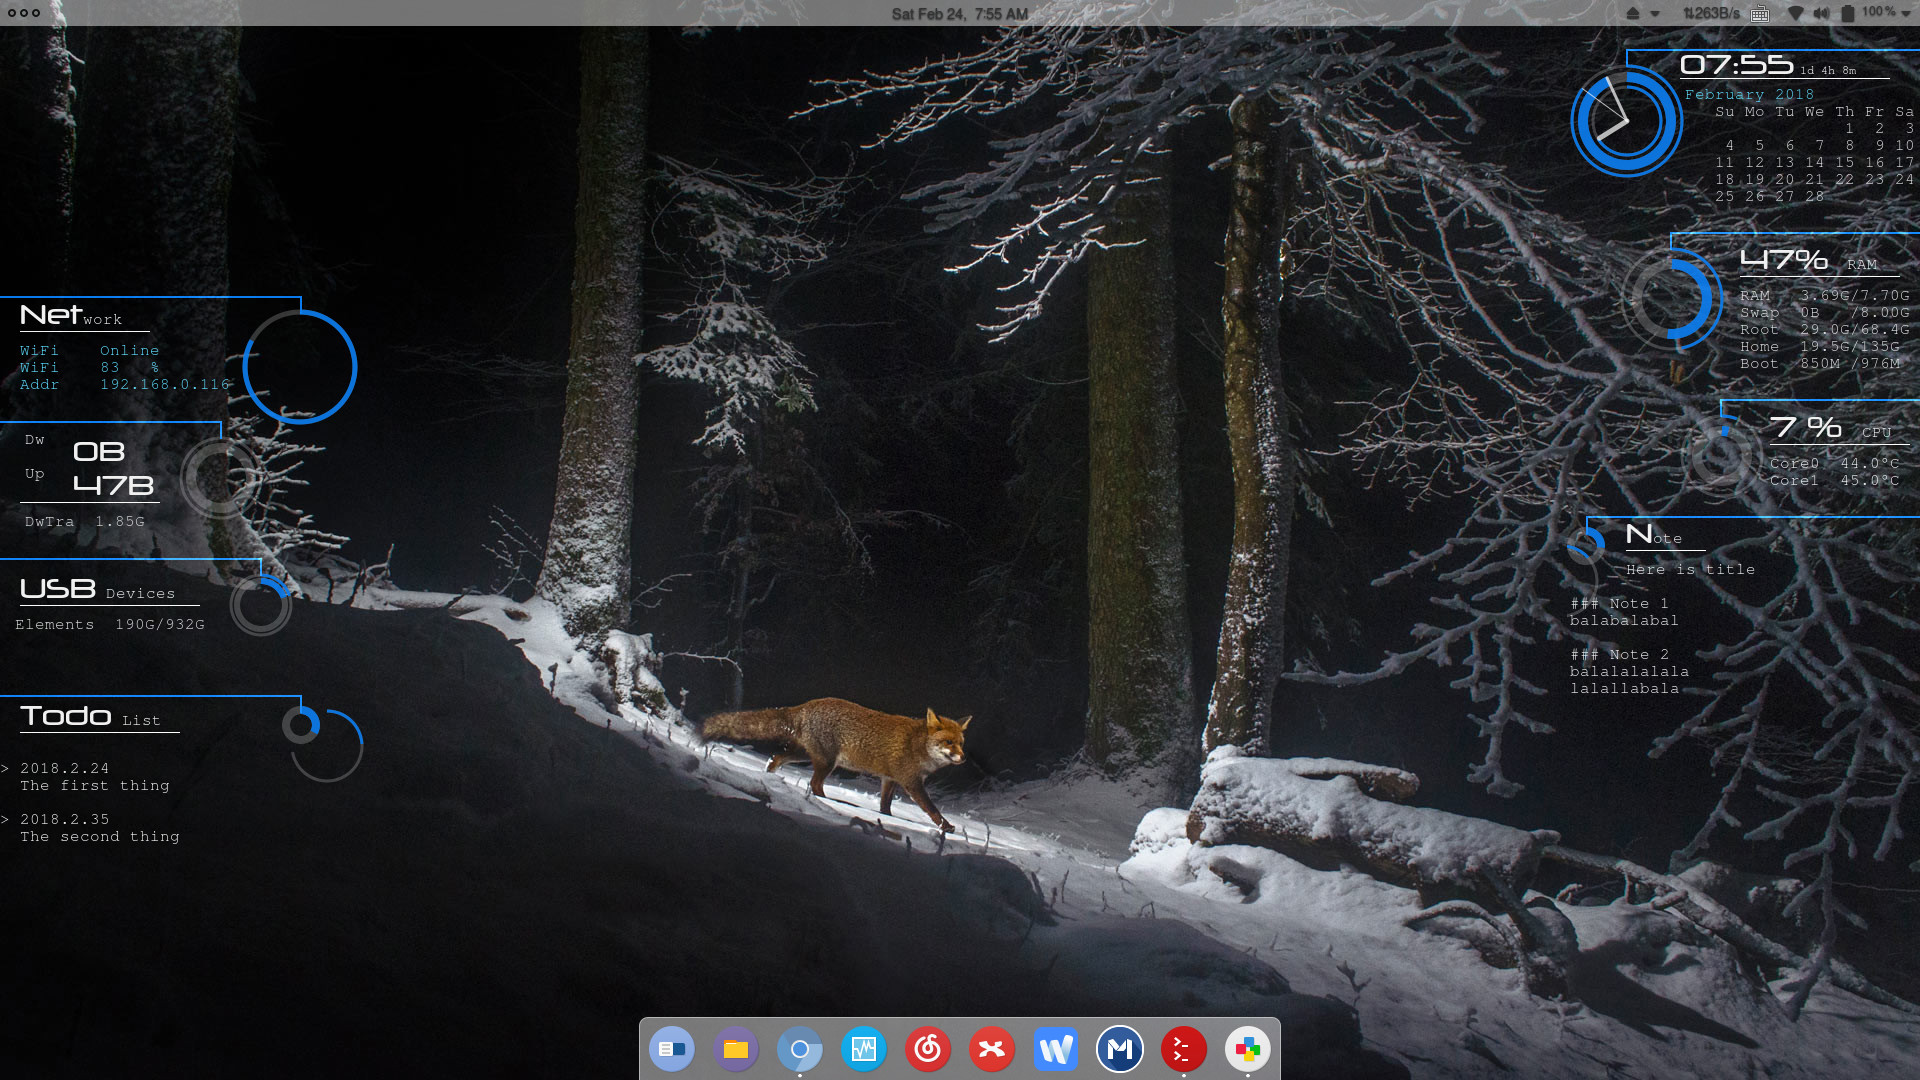 Sat Feb 24, 7:55 AM
⇅263B/s 100 %
07:55 1d 4h 8m
February 2018
Su Mo Tu We Th Fr Sa
1 2 3
4 5 6 7 8 9 10
11 12 13 14 15 16 17
18 19 20 21 22 23 24
25 26 27 28
47% RAM
RAM 3.69G/7.70G
Swap 0B /8.00G
Root 29.0G/68.4G
Home 19.5G/135G
Boot 850M /976M
7 % CPU
Core0 44.0°C
Core1 45.0°C
Note
Here is title
### Note 1
balabalabal
### Note 2
balalalalala
lalallabala
Network
WiFi Online
WiFi 83 %
Addr 192.168.0.116
Dw 0B
Up 47B
DwTra 1.85G
USB Devices
Elements 190G/932G
Todo List
> 2018.2.24
The first thing
> 2018.2.35
The second thing